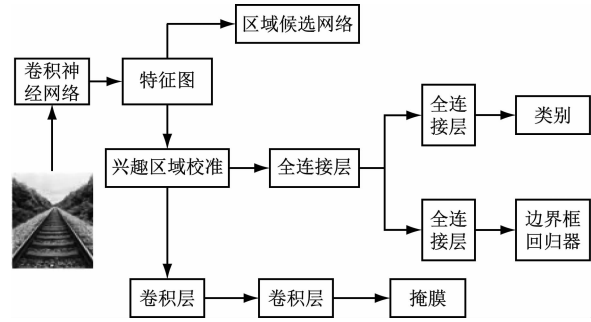 区域候选网络
卷积神
经网络
特征图
全连
接层
类别
兴趣区域校准
全连接层
全连
接层
边界框
回归器
卷积层
卷积层
掩膜